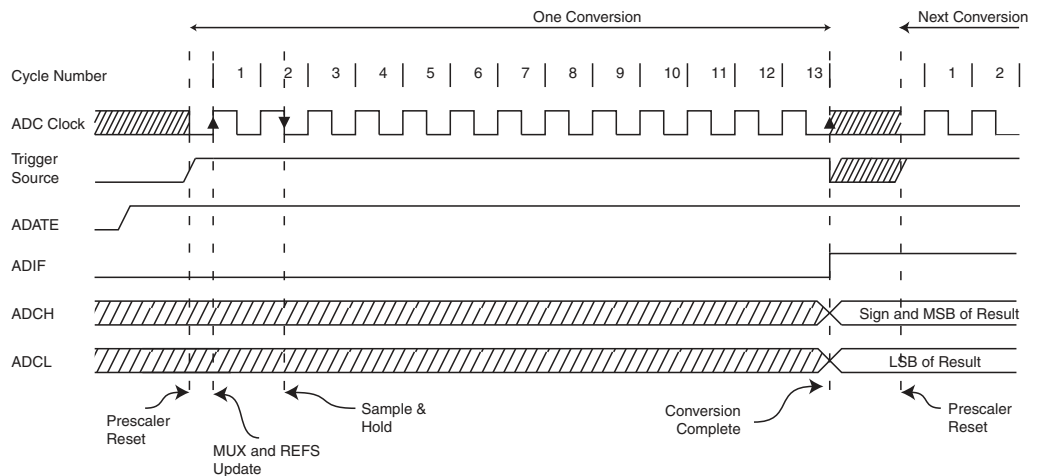 One Conversion
Next Conversion
Cycle Number
1 2 3 4 5 6 7 8 9 10 11 12 13 1 2
ADC Clock
Trigger
Source
ADATE
ADIF
ADCH
Sign and MSB of Result
ADCL
LSB of Result
Prescaler
Reset
MUX and REFS
Update
Sample &
Hold
Conversion
Complete
Prescaler
Reset